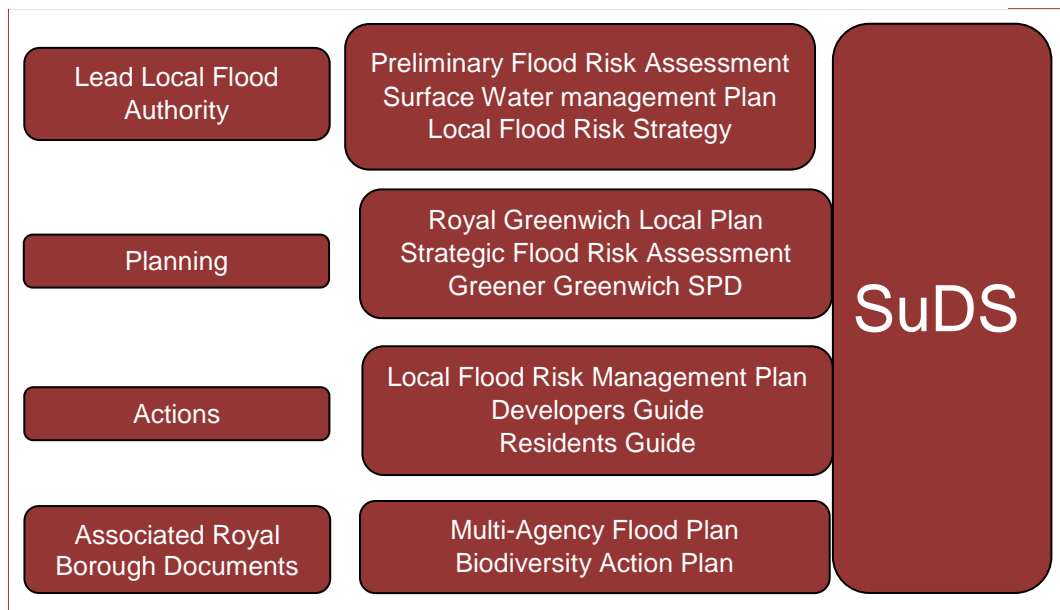 Lead Local Flood
Authority
Preliminary Flood Risk Assessment
Surface Water management Plan
Local Flood Risk Strategy
Planning
Royal Greenwich Local Plan
Strategic Flood Risk Assessment
Greener Greenwich SPD
Actions
Local Flood Risk Management Plan
Developers Guide
Residents Guide
Associated Royal
Borough Documents
Multi-Agency Flood Plan
Biodiversity Action Plan
SuDS